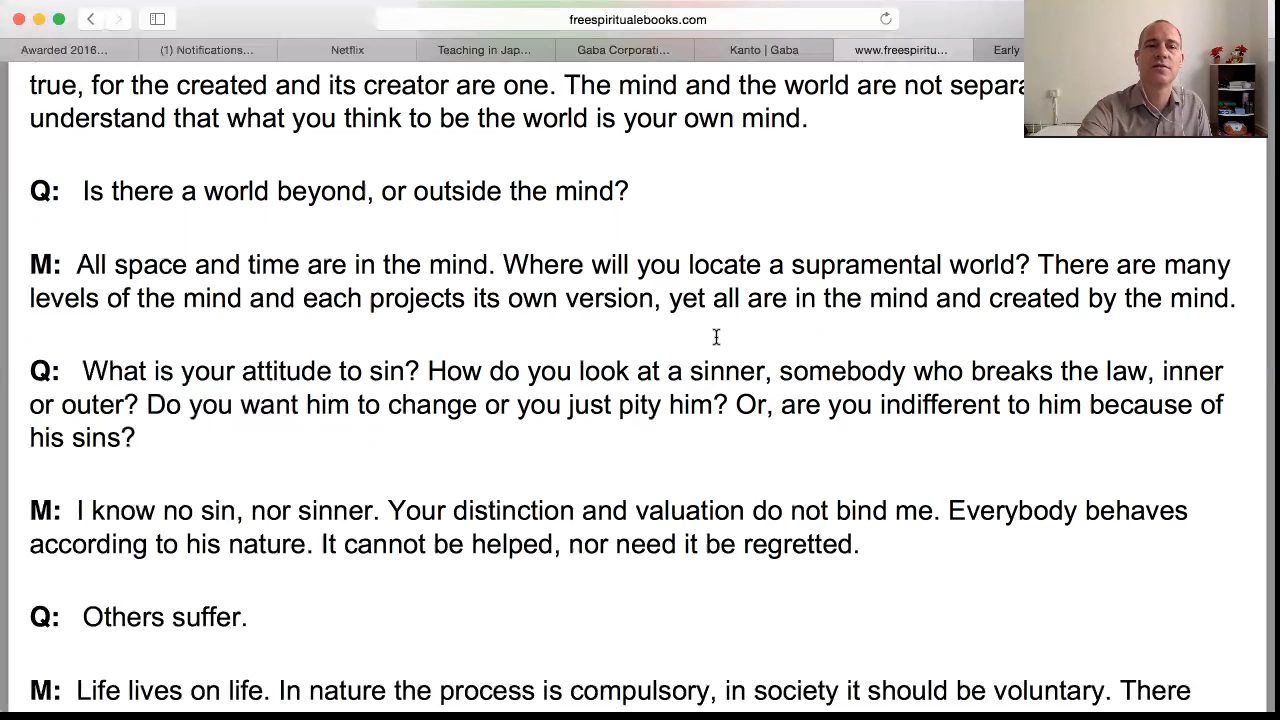 freespiritualebooks.com
Awarded 2016...
(1) Notifications...
Netflix
Teaching in Jap...
Gaba Corporati...
Kanto | Gaba
www.freespiritu...
Early
true, for the created and its creator are one. The mind and the world are not
understand that what you think to be the world is your own mind.
Q: Is there a world beyond, or outside the mind?
M: All space and time are in the mind. Where will you locate a supramental world? There are many
levels of the mind and each projects its own version, yet all are in the mind and created by the mind.
Q: What is your attitude to sin? How do you look at a sinner, somebody who breaks the law, inner
or outer? Do you want him to change or you just pity him? Or, are you indifferent to him because of
his sins?
M: I know no sin, nor sinner. Your distinction and valuation do not bind me. Everybody behaves
according to his nature. It cannot be helped, nor need it be regretted.
Q: Others suffer.
M: Life lives on life. In nature the process is compulsory, in society it should be voluntary. There